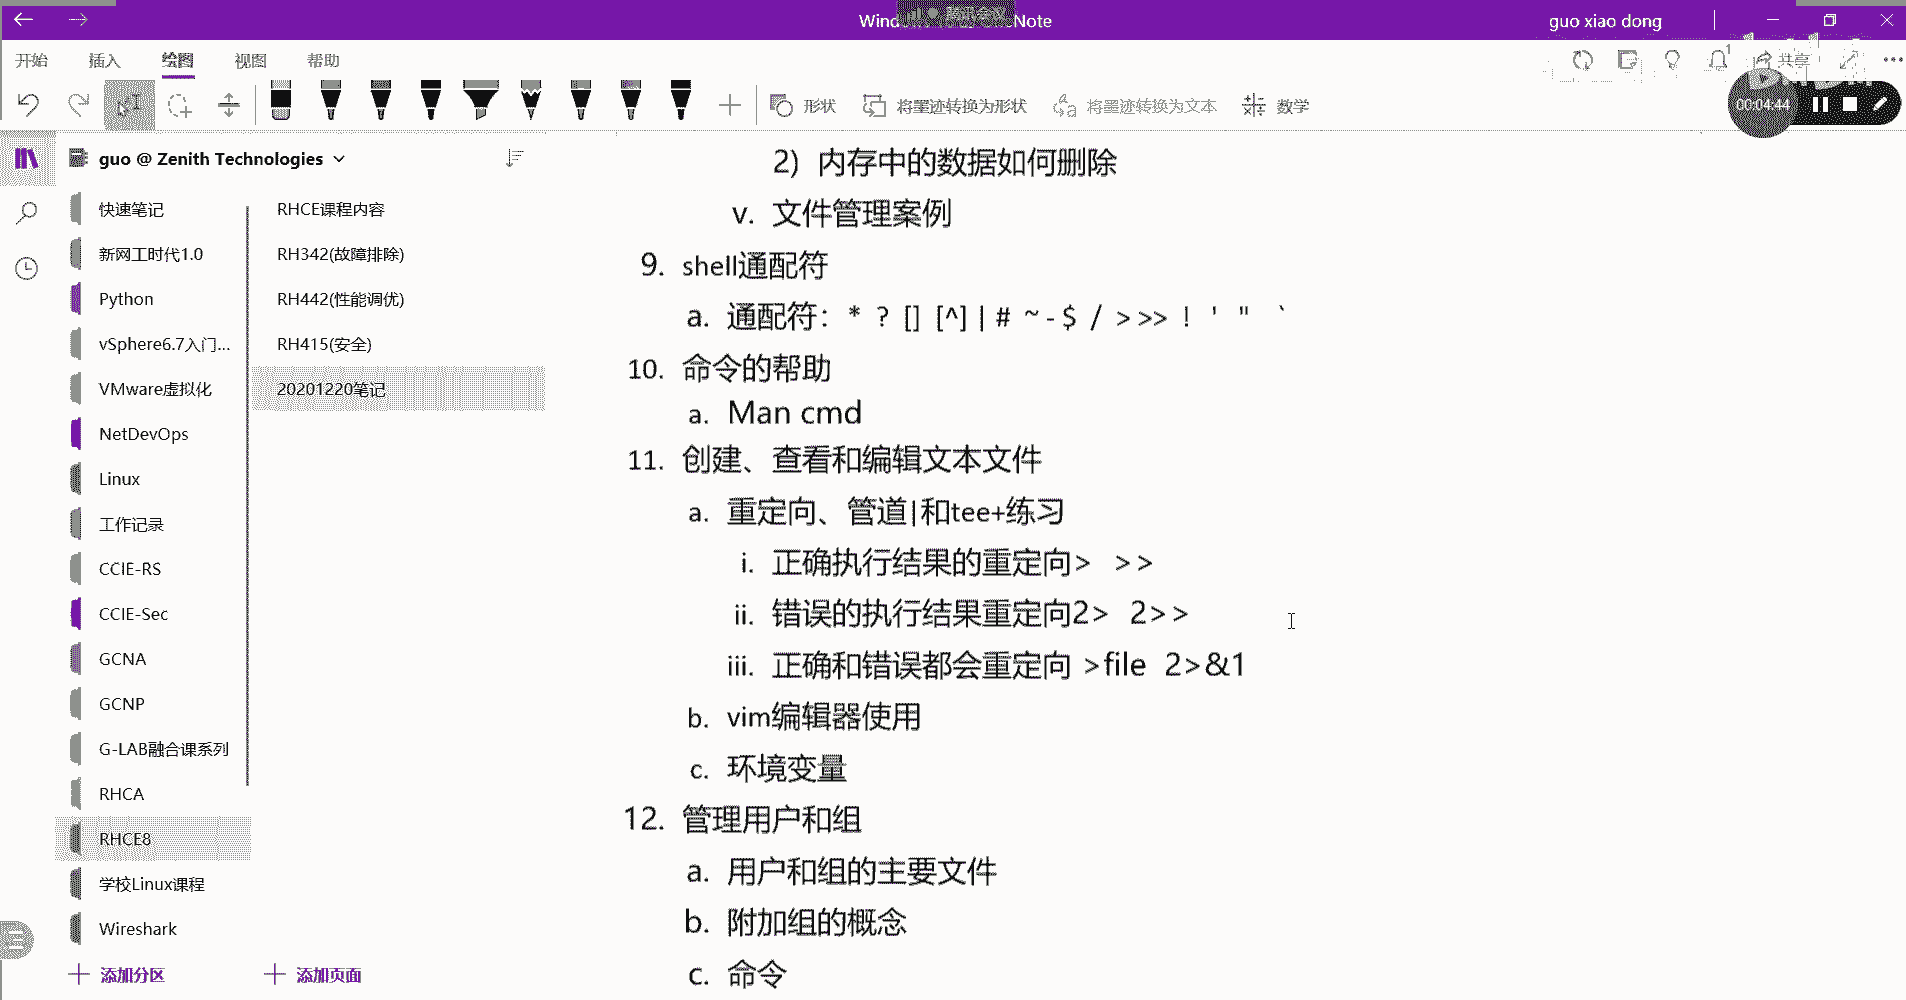 guo xiao dong
开始 插入 绘图 视图 帮助
共享
形状 将墨迹转换为形状 将墨迹转换为文本 数学
00:04:44
guo @ Zenith Technologies
快速笔记
新网工时代1.0
Python
vSphere6.7入门...
VMware虚拟化
NetDevOps
Linux
工作记录
CCIE-RS
CCIE-Sec
GCNA
GCNP
G-LAB融合课系列
RHCA
RHCE8
学校Linux课程
Wireshark
添加分区
RHCE课程内容
RH342(故障排除)
RH442(性能调优)
RH415(安全)
20201220笔记
添加页面
2) 内存中的数据如何删除
v. 文件管理案例
9. shell通配符
a. 通配符: * ? [] [^] | # ~ - $ / > >> ! ' " `
10. 命令的帮助
a. Man cmd
11. 创建、查看和编辑文本文件
a. 重定向、管道|和tee+练习
i. 正确执行结果的重定向> >>
ii. 错误的执行结果重定向2> 2>>
iii. 正确和错误都会重定向 >file 2>&1
b. vim编辑器使用
c. 环境变量
12. 管理用户和组
a. 用户和组的主要文件
b. 附加组的概念
c. 命令